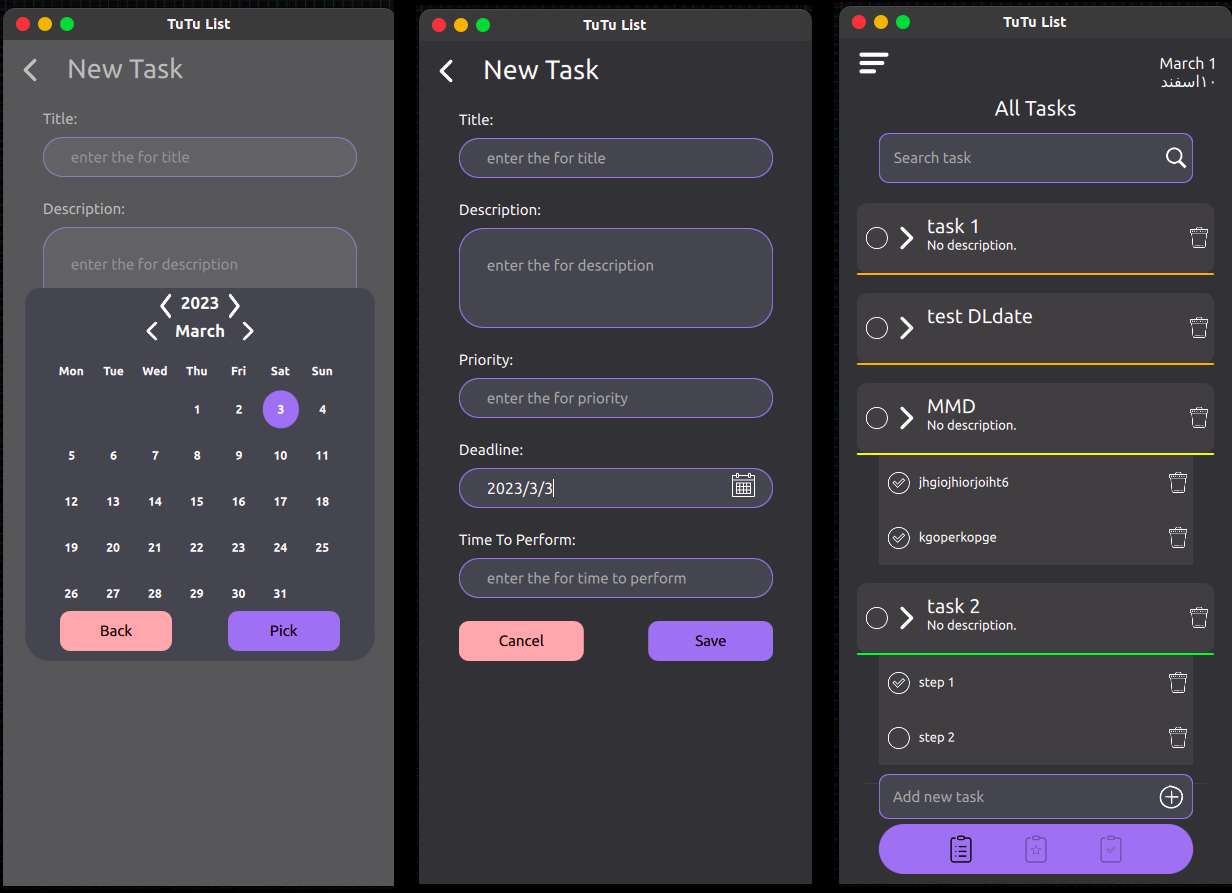 TuTu List
New Task
Title:
enter the for title
Description:
enter the for description
2023
March
Mon Tue Wed Thu Fri Sat Sun
1 2 3 4
5 6 7 8 9 10 11
12 13 14 15 16 17 18
19 20 21 22 23 24 25
26 27 28 29 30 31
Back Pick
TuTu List
New Task
Title:
enter the for title
Description:
enter the for description
Priority:
enter the for priority
Deadline:
2023/3/3
Time To Perform:
enter the for time to perform
Cancel Save
TuTu List
March 1
۱۰اسفند
All Tasks
Search task
task 1
No description.
test DLdate
MMD
No description.
jhgiojhiorjoiht6
kgoperkopge
task 2
No description.
step 1
step 2
Add new task